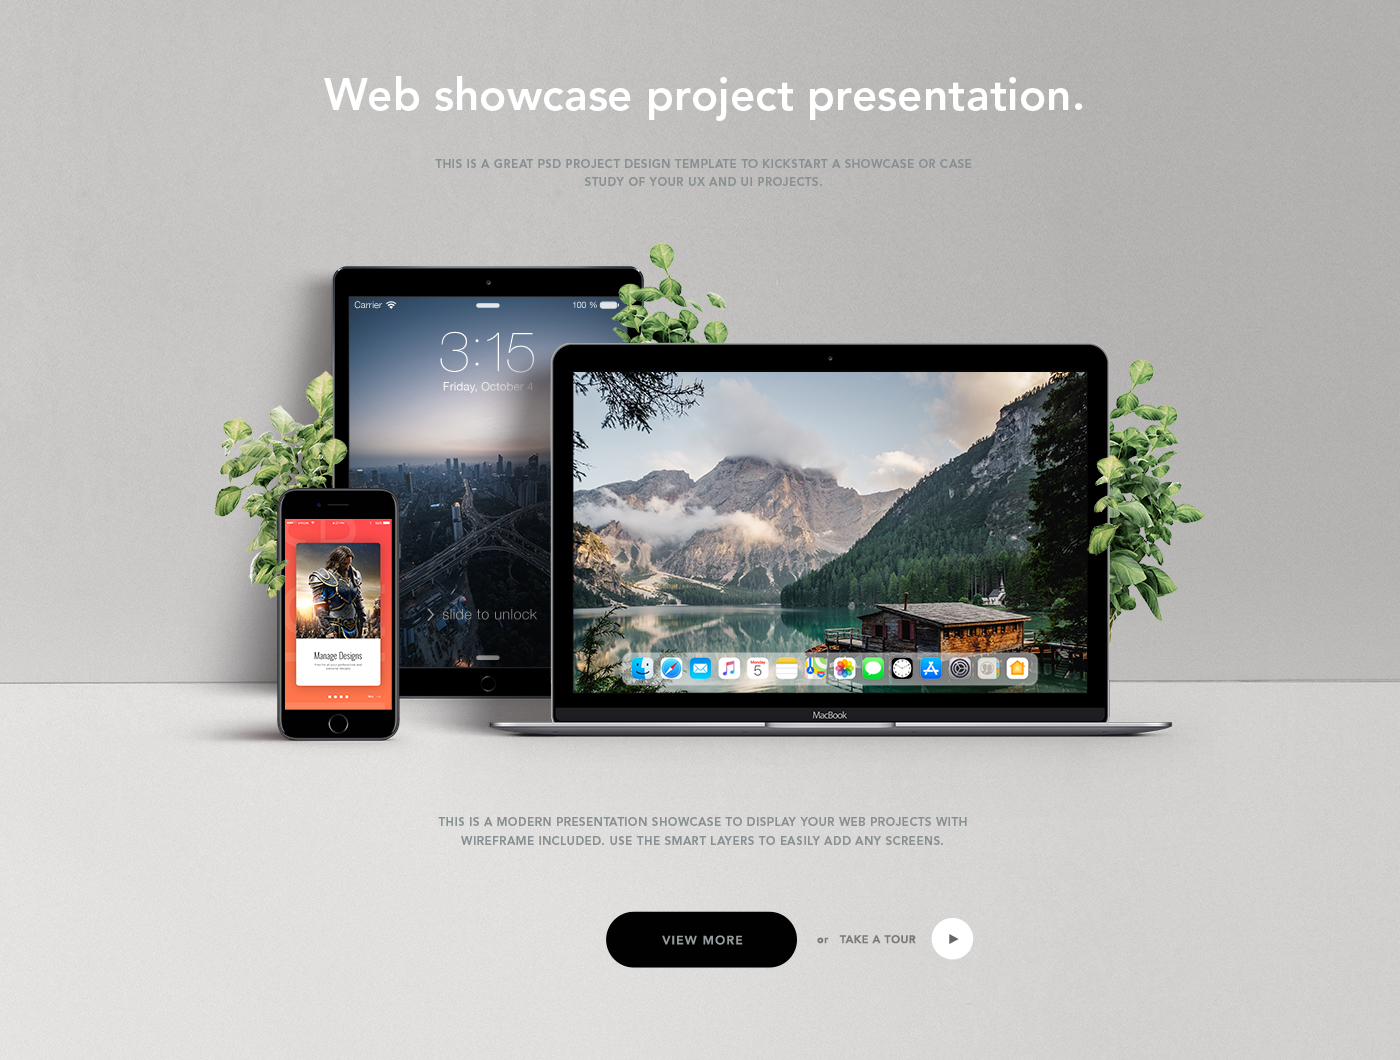 Web showcase project presentation.
THIS IS A GREAT PSD PROJECT DESIGN TEMPLATE TO KICKSTART A SHOWCASE OR CASE
STUDY OF YOUR UX AND UI PROJECTS.
Carrier 100 %
3:15
Friday, October 4
slide to unlock
Manage Designs
Monday
5
MacBook
THIS IS A MODERN PRESENTATION SHOWCASE TO DISPLAY YOUR WEB PROJECTS WITH
WIREFRAME INCLUDED. USE THE SMART LAYERS TO EASILY ADD ANY SCREENS.
VIEW MORE or TAKE A TOUR